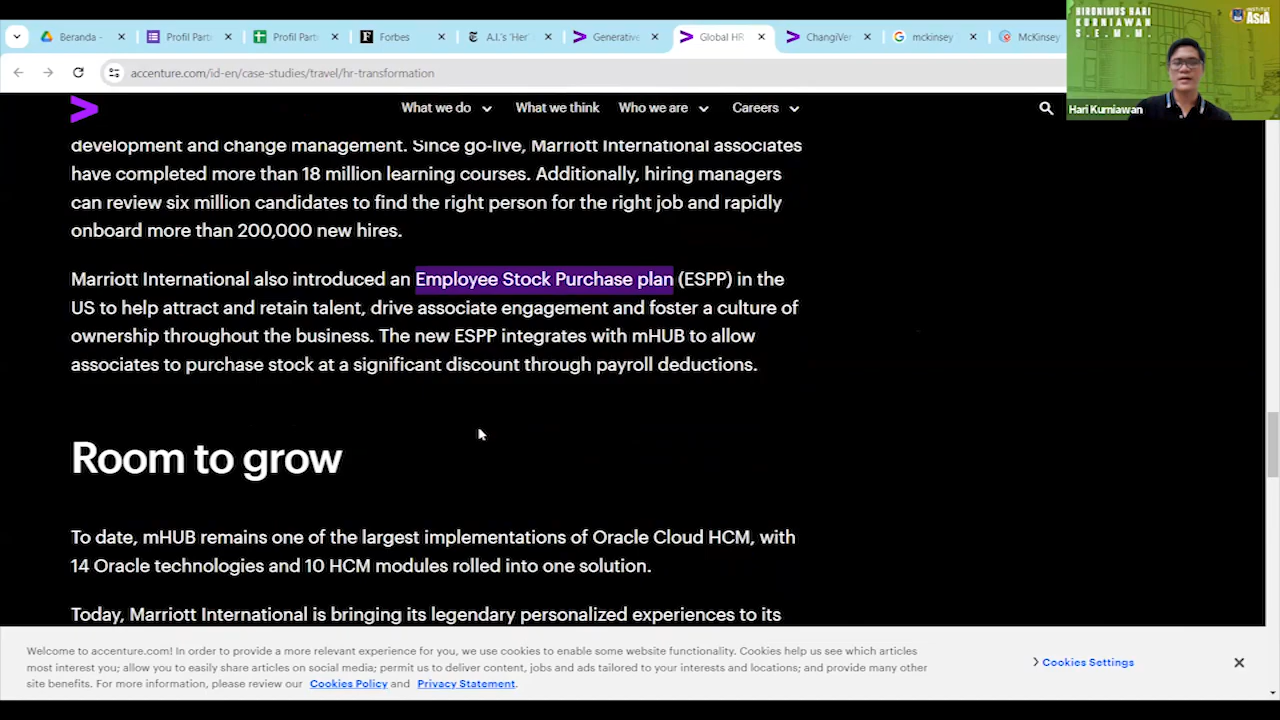 Beranda -
Profil Part
Profil Part
Forbes
A.I.'s 'Her'
Generative
Global HR
ChangiVer
mckinsey
McKinsey
HIRONIMUS HARI
KURNIAWAN
S.E.M.M.
INSTITUT
ASIA
accenture.com/id-en/case-studies/travel/hr-transformation
Hari Kurniawan
What we do
What we think
Who we are
Careers
development and change management. Since go-live, Marriott International associates
have completed more than 18 million learning courses. Additionally, hiring managers
can review six million candidates to find the right person for the right job and rapidly
onboard more than 200,000 new hires.
Marriott International also introduced an Employee Stock Purchase plan (ESPP) in the
US to help attract and retain talent, drive associate engagement and foster a culture of
ownership throughout the business. The new ESPP integrates with mHUB to allow
associates to purchase stock at a significant discount through payroll deductions.
Room to grow
To date, mHUB remains one of the largest implementations of Oracle Cloud HCM, with
14 Oracle technologies and 10 HCM modules rolled into one solution.
Today, Marriott International is bringing its legendary personalized experiences to its
Welcome to accenture.com! In order to provide a more relevant experience for you, we use cookies to enable some website functionality. Cookies help us see which articles
most interest you; allow you to easily share articles on social media; permit us to deliver content, jobs and ads tailored to your interests and locations; and provide many other
site benefits. For more information, please review our Cookies Policy and Privacy Statement.
Cookies Settings